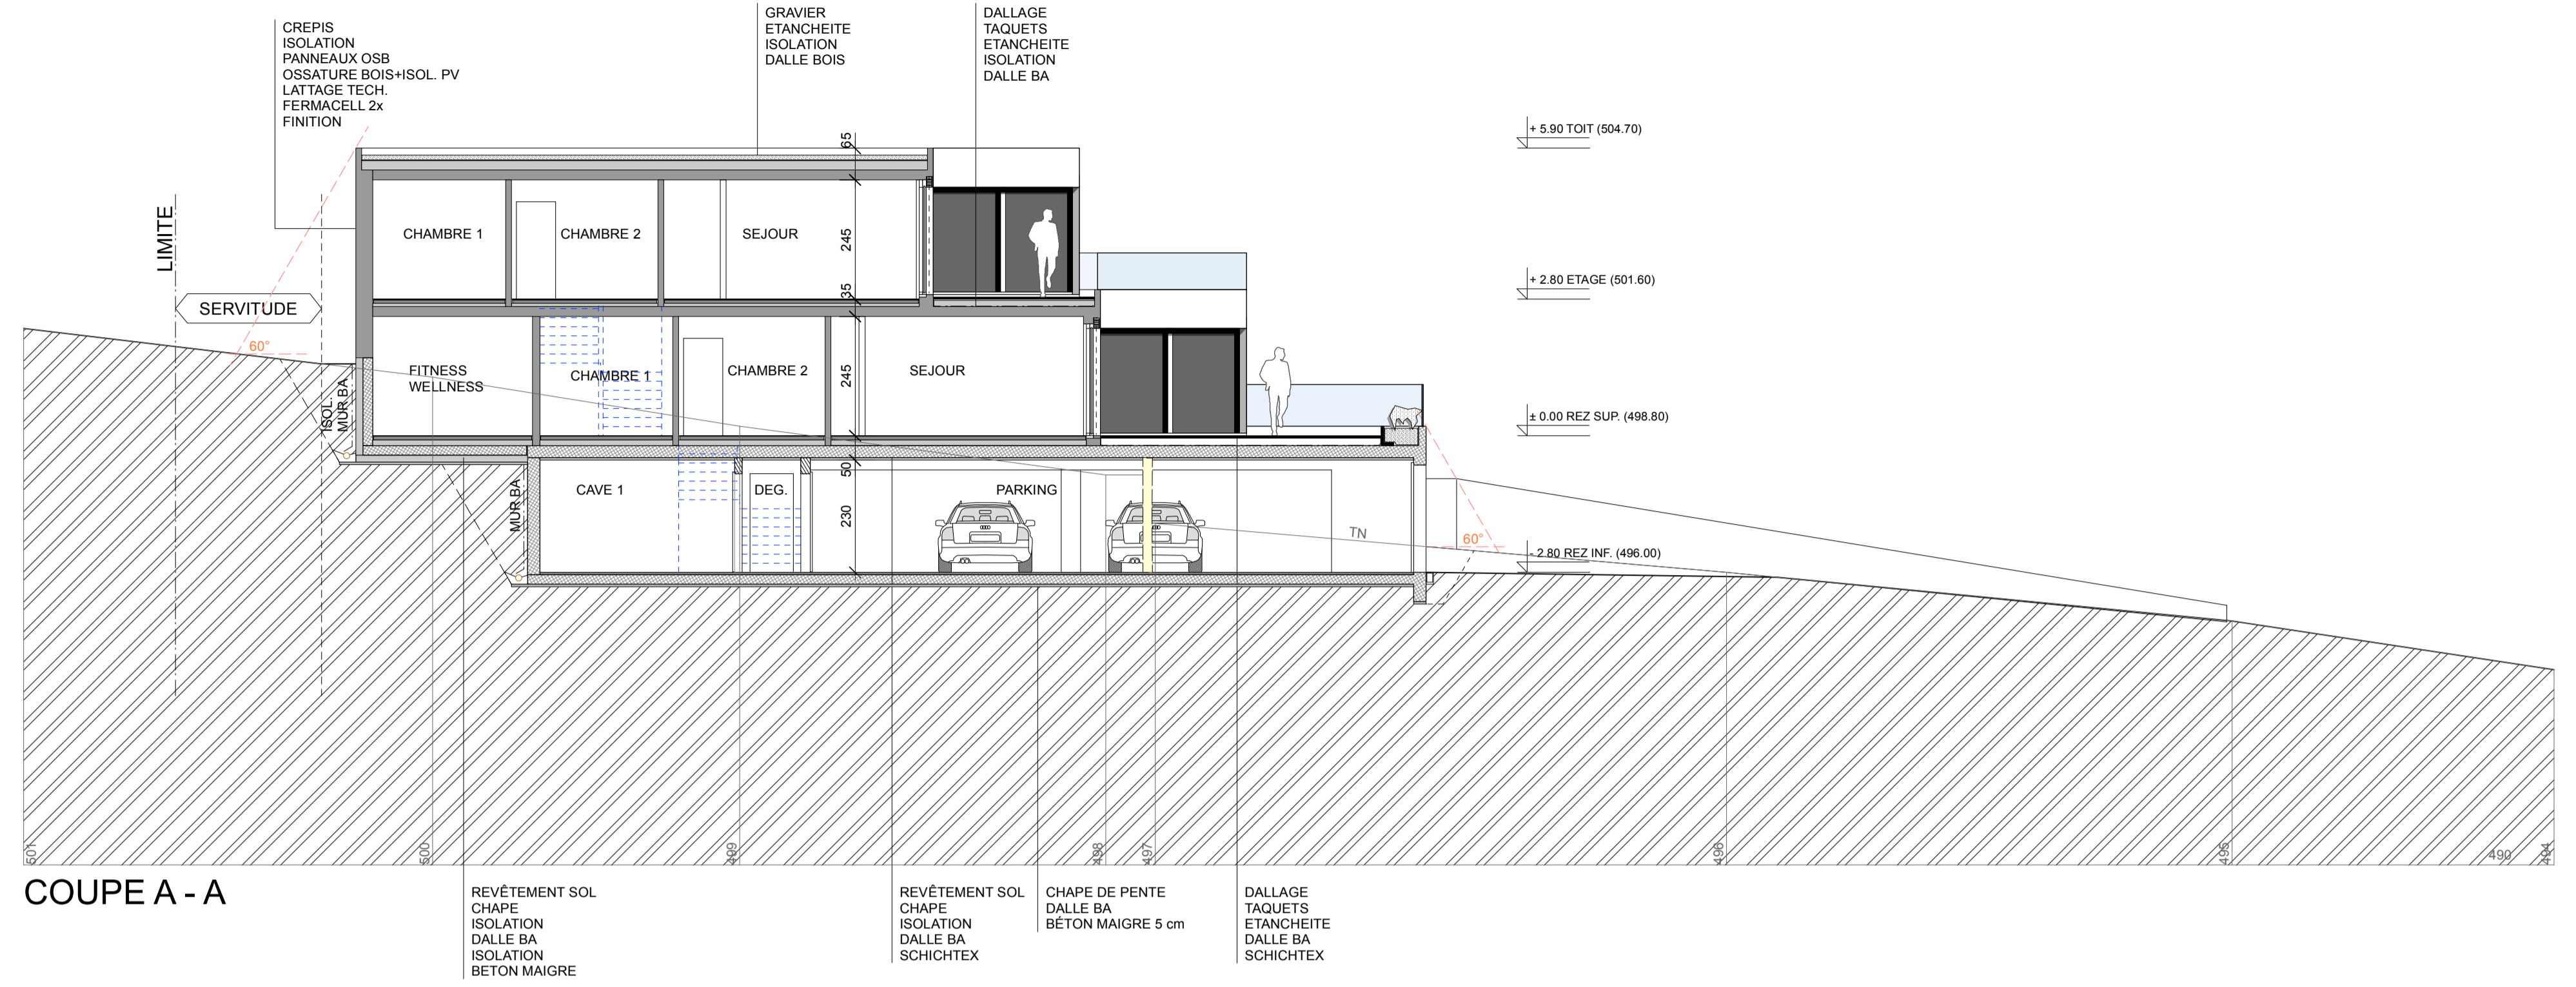 CREPIS
ISOLATION
PANNEAUX OSB
OSSATURE BOIS+ISOL. PV
LATTAGE TECH.
FERMACELL 2x
FINITION
GRAVIER
ETANCHEITE
ISOLATION
DALLE BOIS
DALLAGE
TAQUETS
ETANCHEITE
ISOLATION
DALLE BA
+ 5.90 TOIT (504.70)
65
LIMITE
CHAMBRE 1
CHAMBRE 2
SEJOUR
245
+ 2.80 ETAGE (501.60)
35
SERVITUDE
60°
FITNESS
WELLNESS
CHAMBRE 1
CHAMBRE 2
SEJOUR
245
ISOL.
MUR BA
± 0.00 REZ SUP. (498.80)
50
MUR BA
CAVE 1
DEG.
PARKING
230
TN
60°
- 2.80 REZ INF. (496.00)
501
500
499
498
497
496
495
490
494
COUPE A - A
REVÊTEMENT SOL
CHAPE
ISOLATION
DALLE BA
ISOLATION
BETON MAIGRE
REVÊTEMENT SOL
CHAPE
ISOLATION
DALLE BA
SCHICHTEX
CHAPE DE PENTE
DALLE BA
BÉTON MAIGRE 5 cm
DALLAGE
TAQUETS
ETANCHEITE
DALLE BA
SCHICHTEX